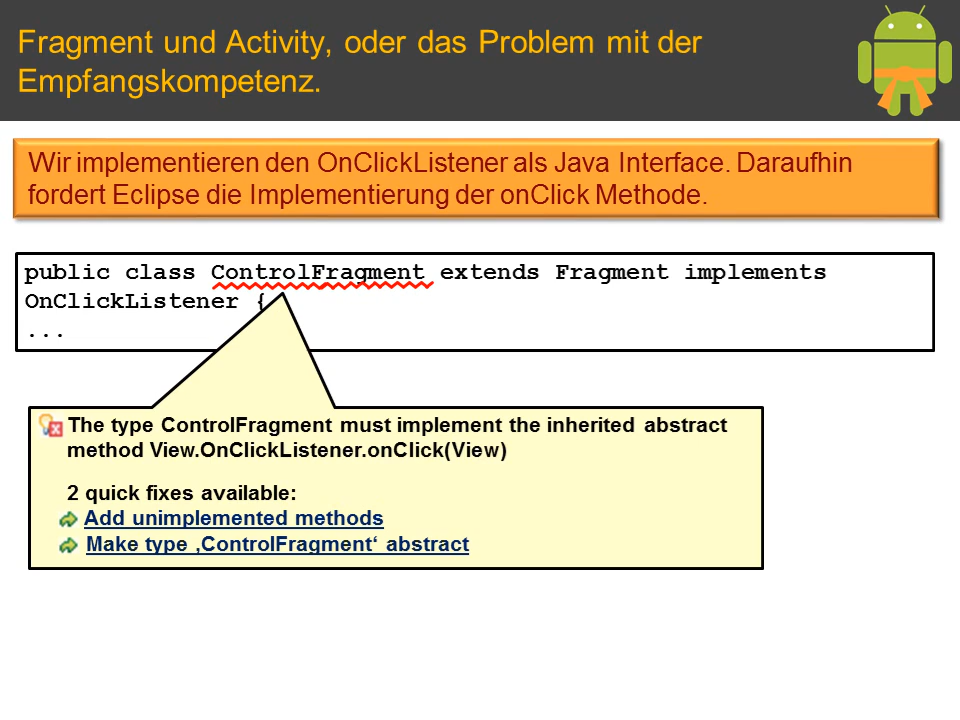 Fragment und Activity, oder das Problem mit der
Empfangskompetenz.
Wir implementieren den OnClickListener als Java Interface. Daraufhin
fordert Eclipse die Implementierung der onClick Methode.
public class ControlFragment extends Fragment implements
OnClickListener {
...
The type ControlFragment must implement the inherited abstract
method View.OnClickListener.onClick(View)
2 quick fixes available:
Add unimplemented methods
Make type ‚ControlFragment‘ abstract